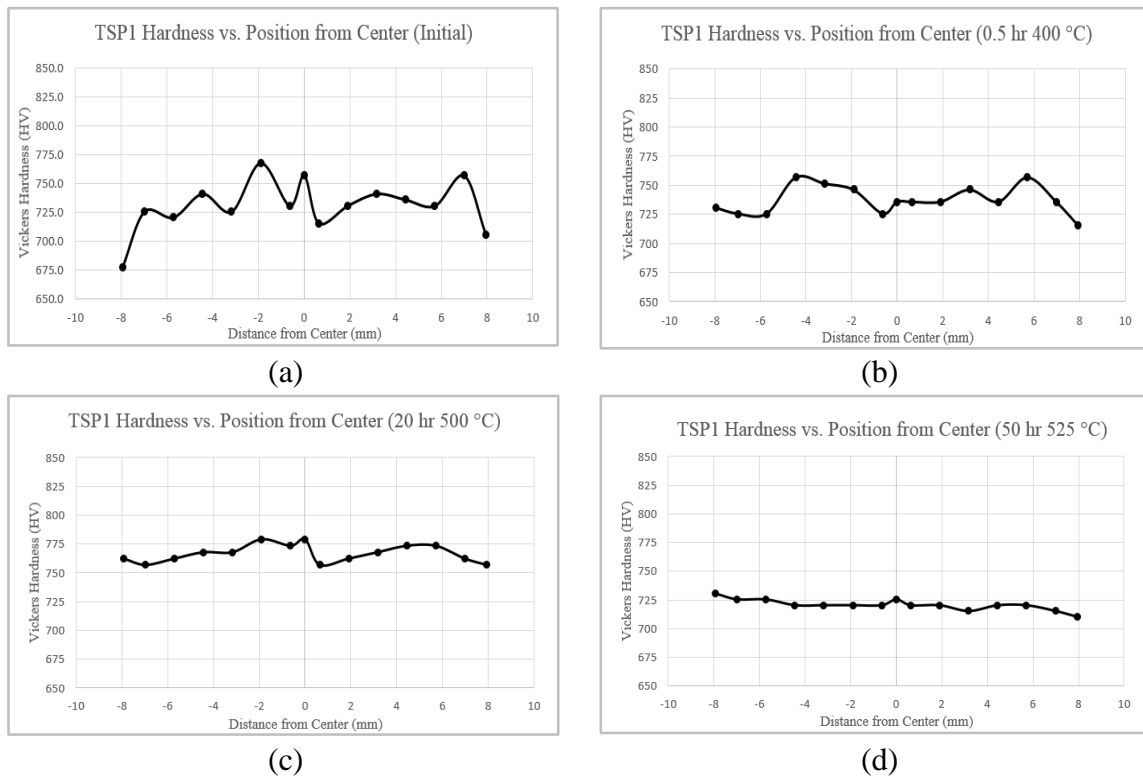 TSP1 Hardness vs. Position from Center (Initial)
Vickers Hardness (HV)
850.0
825.0
800.0
775.0
750.0
725.0
700.0
675.0
650.0
-10 -8 -6 -4 -2 0 2 4 6 8 10
Distance from Center (mm)
(a)
TSP1 Hardness vs. Position from Center (0.5 hr 400 °C)
Vickers Hardness (HV)
850
825
800
775
750
725
700
675
650
-10 -8 -6 -4 -2 0 2 4 6 8 10
Distance from Center (mm)
(b)
TSP1 Hardness vs. Position from Center (20 hr 500 °C)
Vickers Hardness (HV)
850
825
800
775
750
725
700
675
650
-10 -8 -6 -4 -2 0 2 4 6 8 10
Distance from Center (mm)
(c)
TSP1 Hardness vs. Position from Center (50 hr 525 °C)
Vickers Hardness (HV)
850
825
800
775
750
725
700
675
650
-10 -8 -6 -4 -2 0 2 4 6 8 10
Distance from Center (mm)
(d)